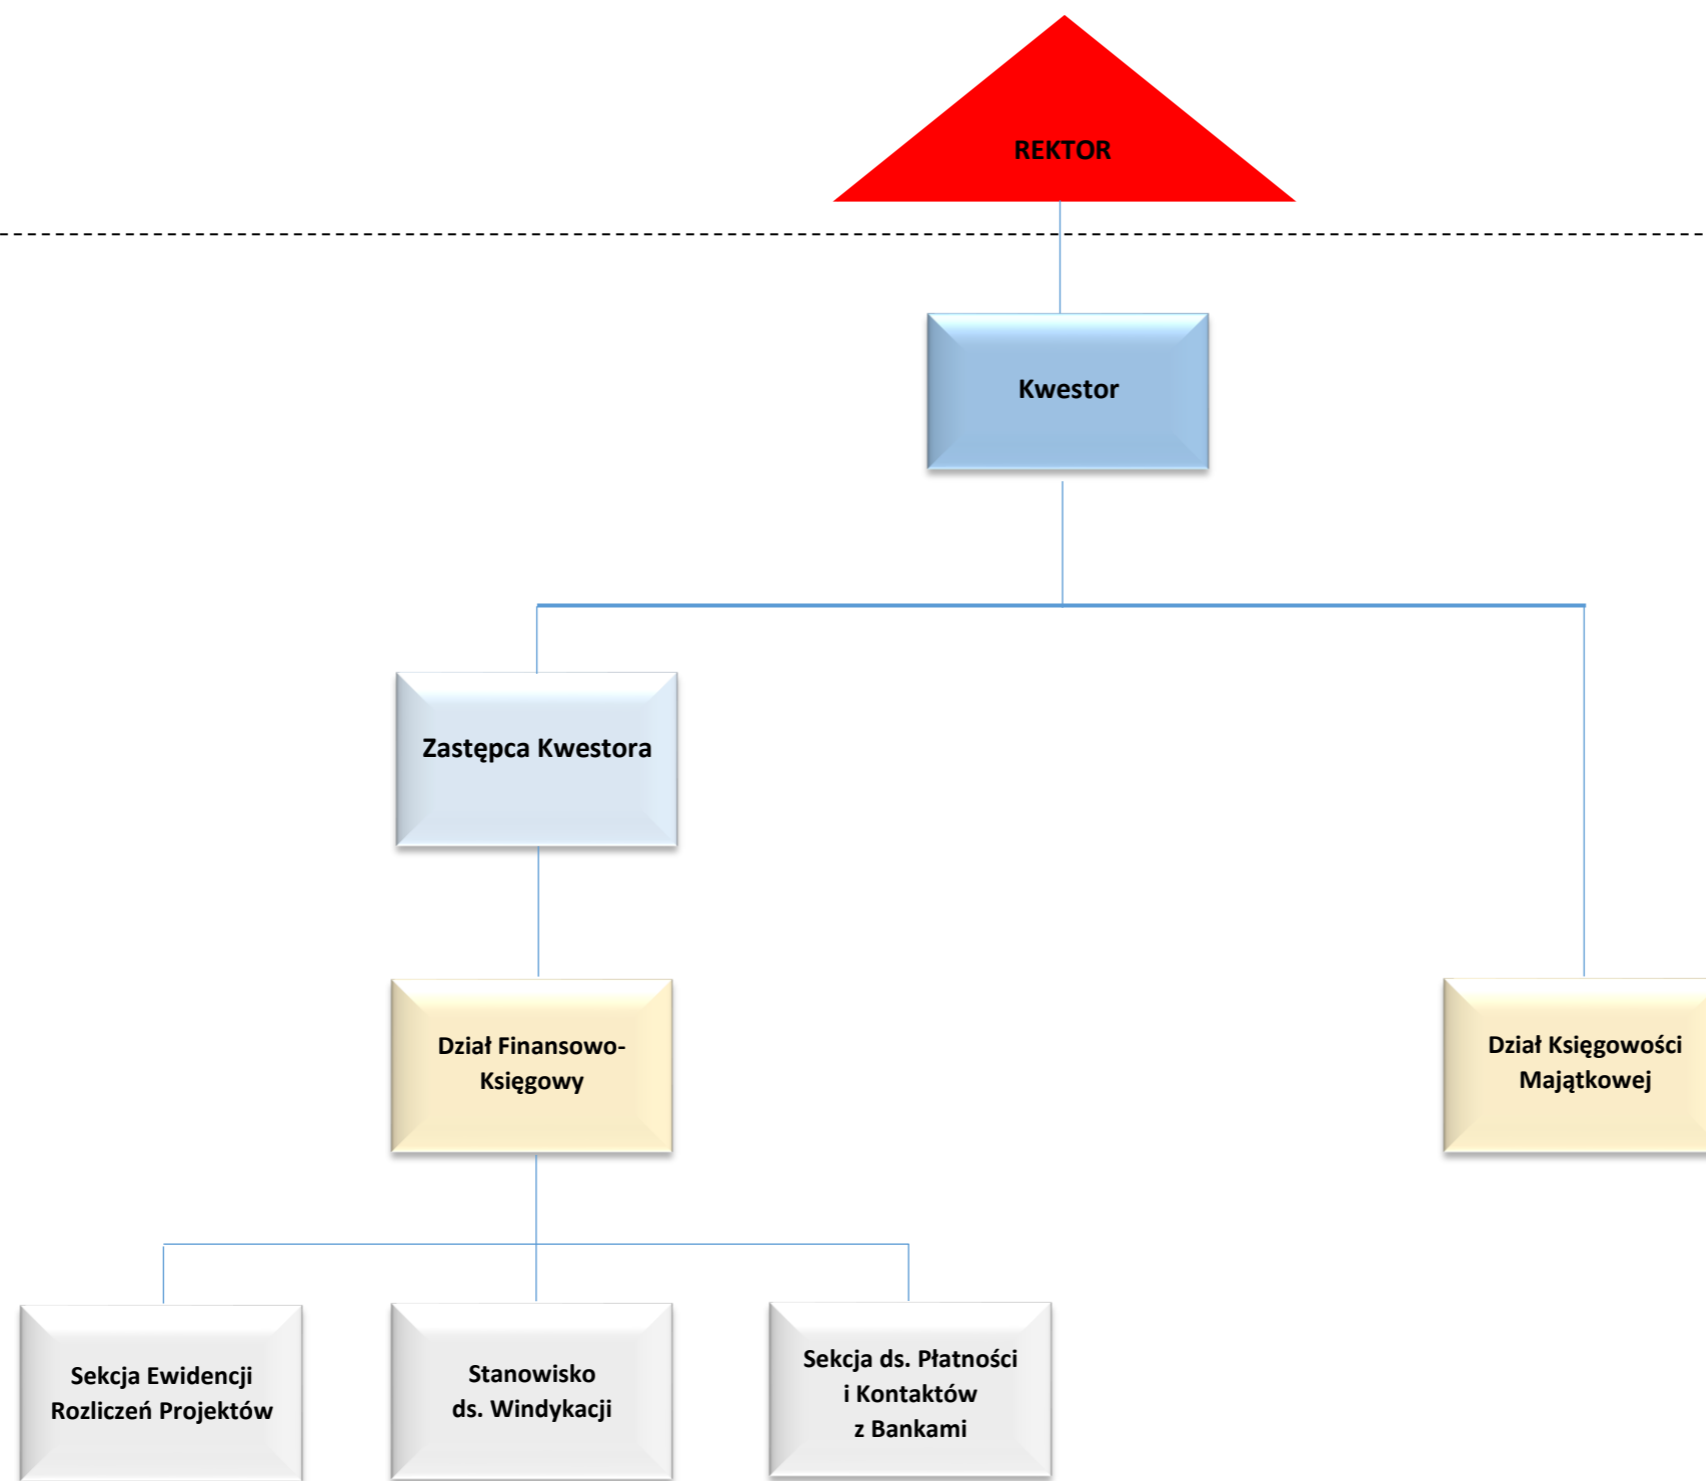 REKTOR
Kwestor
Zastępca Kwestora
Dział Finansowo-
Księgowy
Dział Księgowości
Majątkowej
Sekcja Ewidencji
Rozliczeń Projektów
Stanowisko
ds. Windykacji
Sekcja ds. Płatności
i Kontaktów
z Bankami